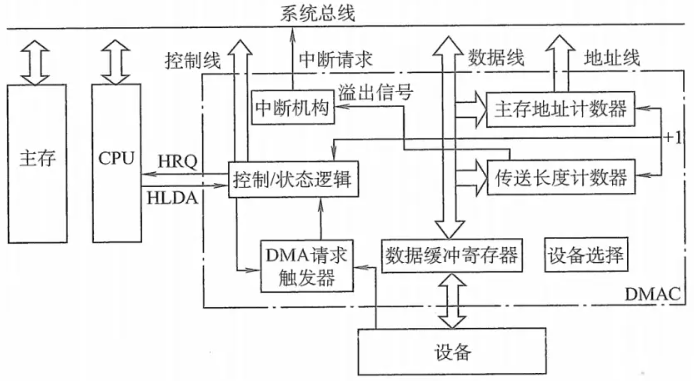 系统总线
控制线
中断请求
数据线
地址线
中断机构
溢出信号
主存地址计数器
主存
CPU
HRQ
HLDA
控制/状态逻辑
+1
传送长度计数器
DMA请求
触发器
数据缓冲寄存器
设备选择
DMAC
设备